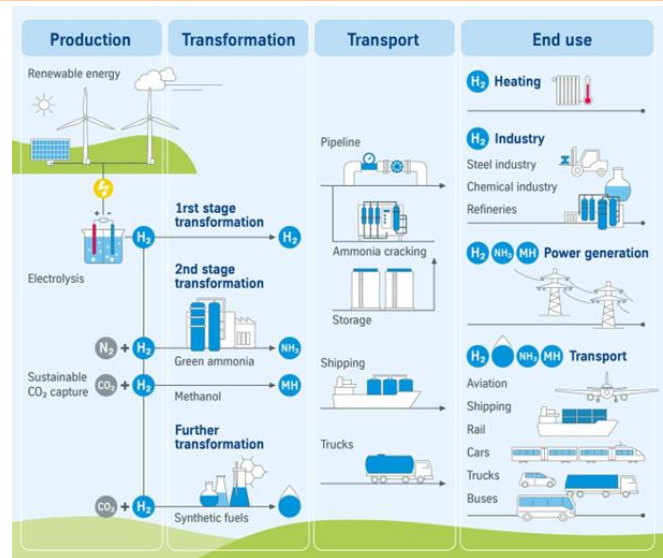 Production
Transformation
Transport
End use
Renewable energy
+ -
H₂
Electrolysis
N₂ + H₂
Sustainable
CO₂ capture
CO₂ + H₂
CO₂ + H₂
1rst stage
transformation
H₂
2nd stage
transformation
Green ammonia
NH₃
Methanol
MH
Further
transformation
Synthetic fuels
Pipeline
Ammonia cracking
Storage
Shipping
Trucks
H₂ Heating
H₂ Industry
Steel industry
Chemical industry
Refineries
H₂ NH₃ MH Power generation
H₂ NH₃ MH Transport
Aviation
Shipping
Rail
Cars
Trucks
Buses